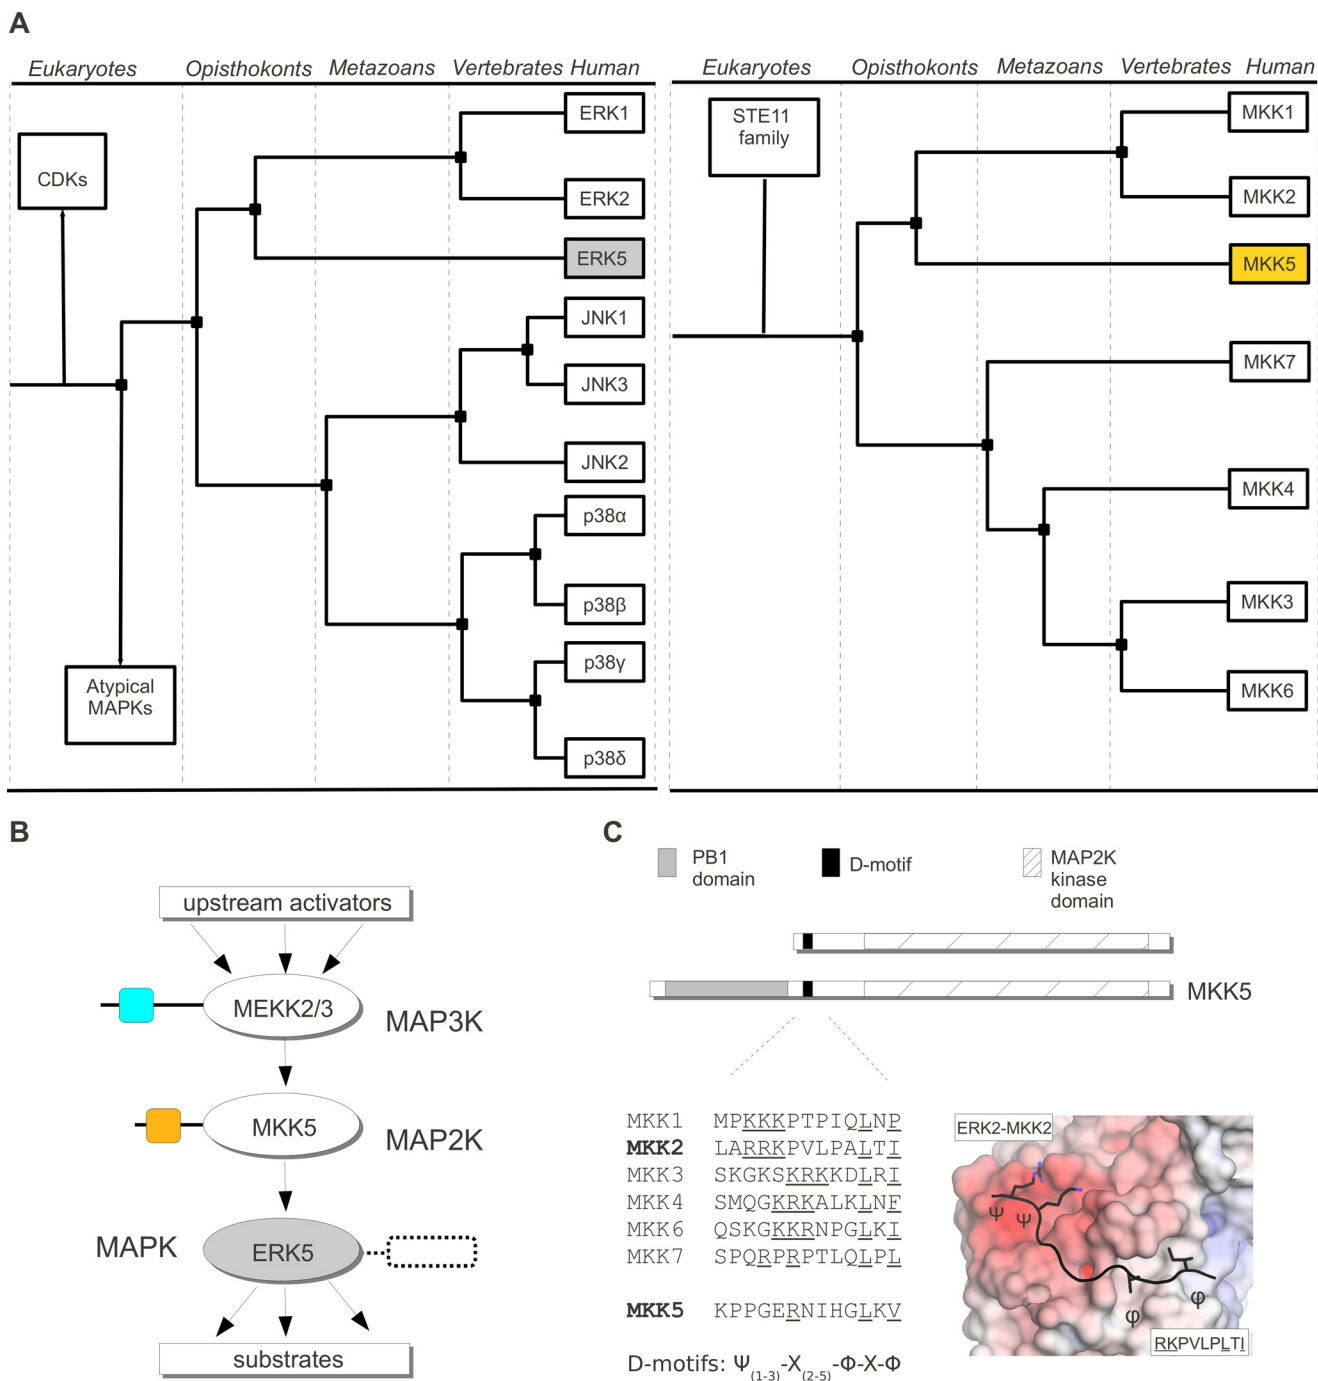 A
Eukaryotes Opisthokonts Metazoans Vertebrates Human
CDKs
Atypical
MAPKs
ERK1
ERK2
ERK5
JNK1
JNK3
JNK2
p38α
p38β
p38γ
p38δ
Eukaryotes Opisthokonts Metazoans Vertebrates Human
STE11
family
MKK1
MKK2
MKK5
MKK7
MKK4
MKK3
MKK6
B
upstream activators
MEKK2/3
MAP3K
MKK5
MAP2K
MAPK
ERK5
substrates
C
PB1
domain
D-motif
MAP2K
kinase
domain
MKK5
MKK1 MPKKKPTPIQLNP
MKK2 LARRKPVLPALTI
MKK3 SKGKSKRKKDLRI
MKK4 SMQGKRKALKLNF
MKK6 QSKGKKRNPGLKI
MKK7 SPQRPRPTLQLPL
MKK5 KPPGERNIHGLKV
D-motifs: Ψ(1-3)-X(2-5)-Φ-X-Φ
ERK2-MKK2
Ψ Ψ
φ φ
RKPVLPLTI